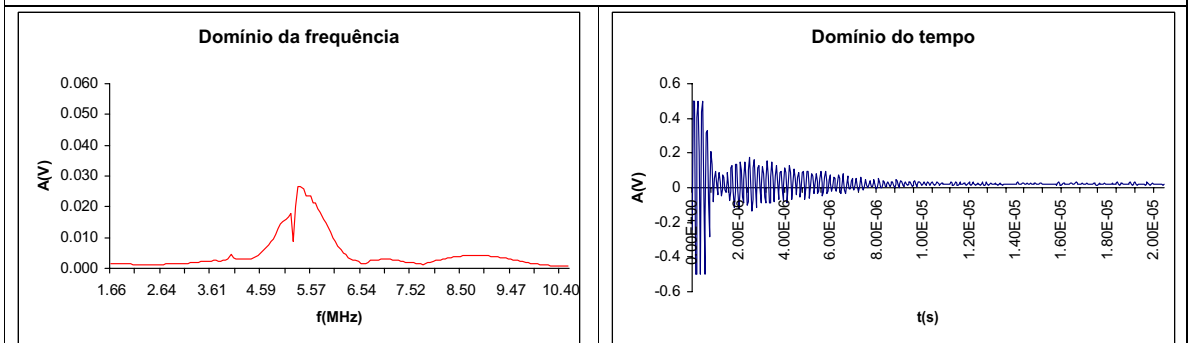 Domínio da frequência
0.060
0.050
0.040
0.030
0.020
0.010
0.000
A(V)
1.66 2.64 3.61 4.59 5.57 6.54 7.52 8.50 9.47 10.40
f(MHz)
Domínio do tempo
0.6
0.4
0.2
0
-0.2
-0.4
-0.6
A(V)
0.00E+00 2.00E-06 4.00E-06 6.00E-06 8.00E-06 1.00E-05 1.20E-05 1.40E-05 1.60E-05 1.80E-05 2.00E-05
t(s)